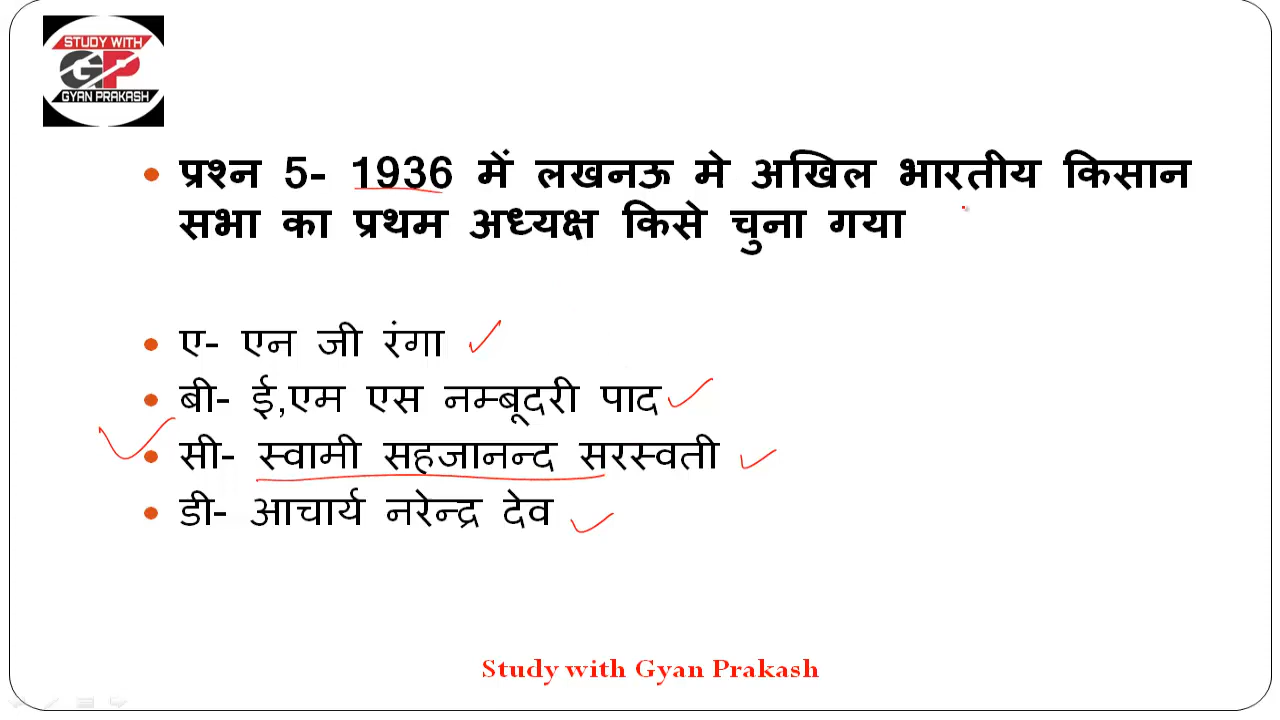 STUDY WITH
GP
GYAN PRAKASH
प्रश्न 5- 1936 में लखनऊ मे अखिल भारतीय किसान
सभा का प्रथम अध्यक्ष किसे चुना गया
ए- एन जी रंगा
बी- ई,एम एस नम्बूदरी पाद
सी- स्वामी सहजानन्द सरस्वती
डी- आचार्य नरेन्द्र देव
Study with Gyan Prakash